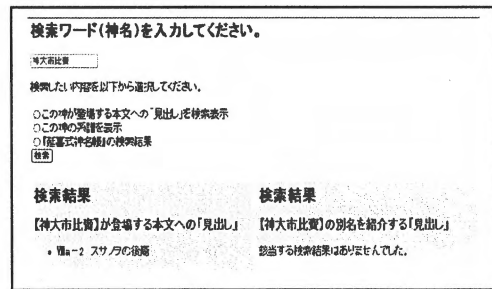 検索ワード(神名)を入力してください。
神大市比賣
検索したい内容を以下から選択してください。
○この神が登場する本文への「見出し」を検索表示
○この神の系譜を表示
○『延喜式神名帳』の検索結果
検索
検索結果
【神大市比賣】が登場する本文への「見出し」
• Ⅷa-2 スサノヲの後裔
検索結果
【神大市比賣】の別名を紹介する「見出し」
該当する検索結果はありませんでした。